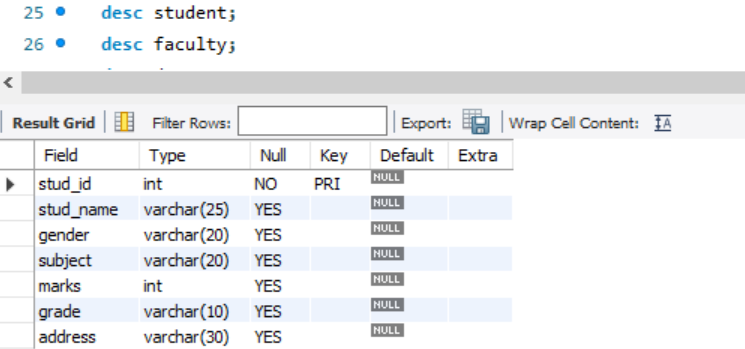 25 desc student;
26 desc faculty;
Result Grid Filter Rows: Export: Wrap Cell Content: IA
Field Type Null Key Default Extra
stud_id int NO PRI NULL
stud_name varchar(25) YES NULL
gender varchar(20) YES NULL
subject varchar(20) YES NULL
marks int YES NULL
grade varchar(10) YES NULL
address varchar(30) YES NULL